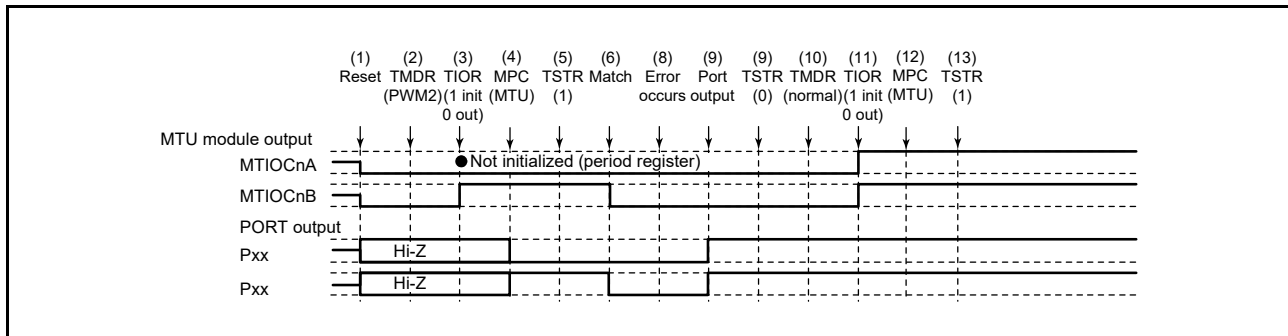 (1) (2) (3) (4) (5) (6) (8) (9) (9) (10) (11) (12) (13)
Reset TMDR TIOR MPC TSTR Match Error Port TSTR TMDR TIOR MPC TSTR
(PWM2) (1 init (MTU) (1) occurs output (0) (normal) (1 init (MTU) (1)
0 out) 0 out)
MTU module output
MTIOCnA ●Not initialized (period register)
MTIOCnB
PORT output
Pxx Hi-Z
Pxx Hi-Z